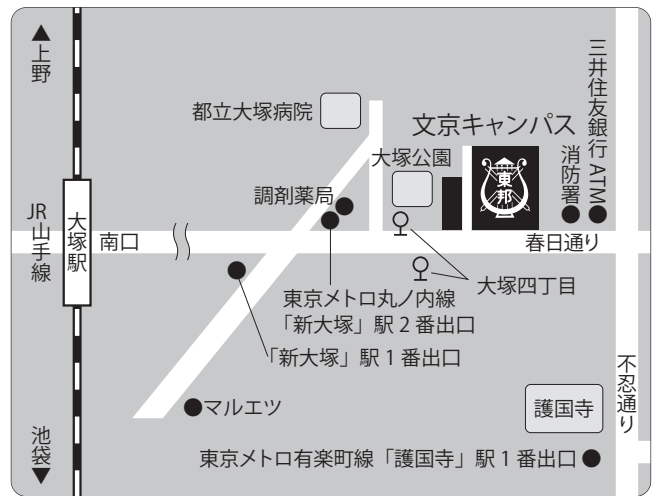 ▲上野
三井住友銀行 ATM
消防署
都立大塚病院
文京キャンパス
大塚公園
東邦
調剤薬局
JR山手線
大塚駅
南口
春日通り
大塚四丁目
東京メトロ丸ノ内線
「新大塚」駅 2 番出口
「新大塚」駅 1 番出口
不忍通り
マルエツ
護国寺
池袋▼
東京メトロ有楽町線「護国寺」駅 1 番出口